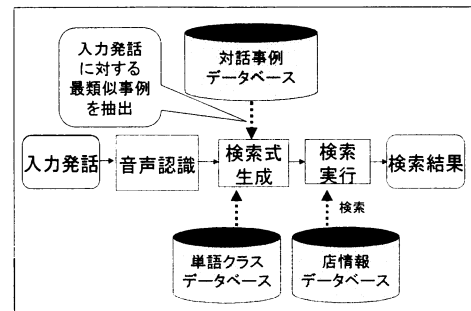 入力発話
に対する
最類似事例
を抽出
対話事例
データベース
入力発話
音声認識
検索式
生成
検索
実行
検索結果
検索
単語クラス
データベース
店情報
データベース